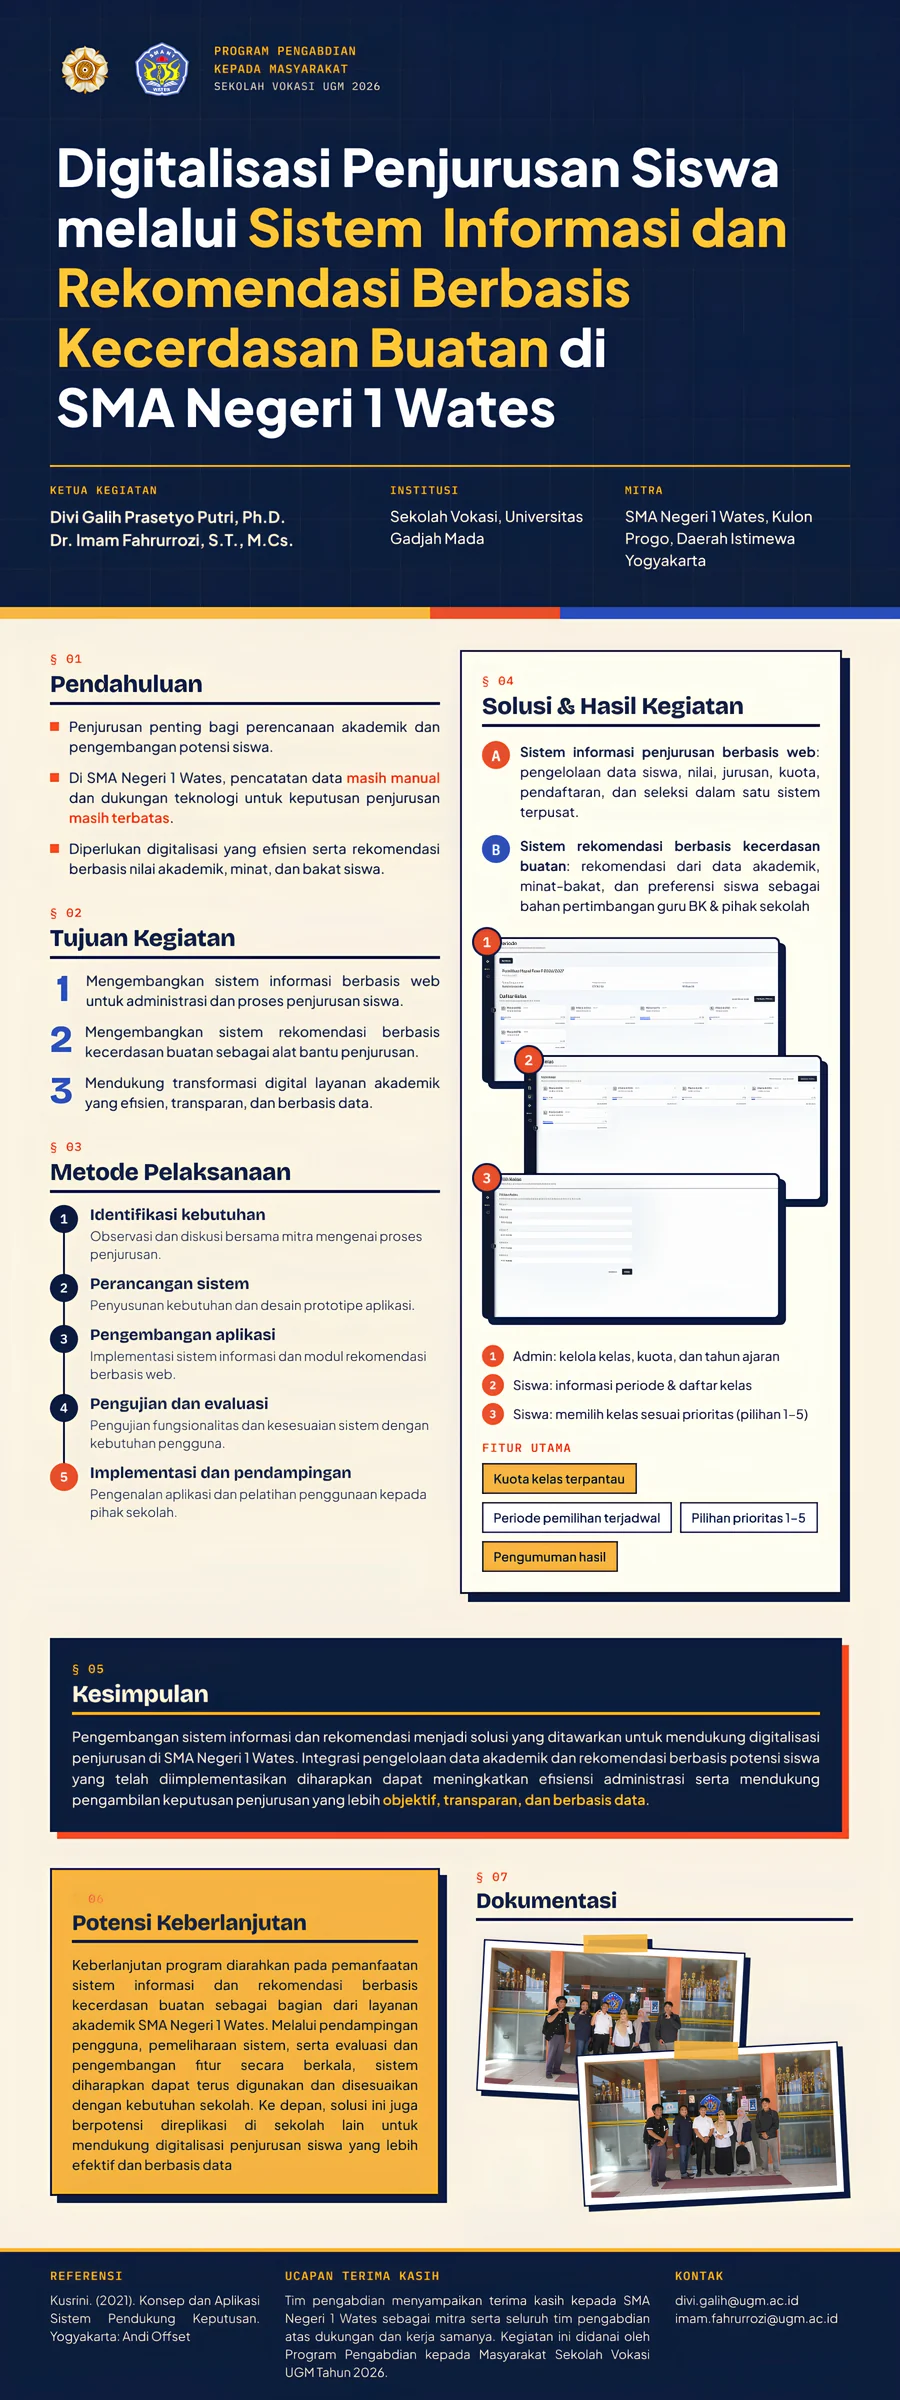 PROGRAM PENGABDIAN
KEPADA MASYARAKAT
SEKOLAH VOKASI UGM 2026
Digitalisasi Penjurusan Siswa
melalui Sistem Informasi dan
Rekomendasi Berbasis
Kecerdasan Buatan di
SMA Negeri 1 Wates
KETUA KEGIATAN
Divi Galih Prasetyo Putri, Ph.D.
Dr. Imam Fahrurrozi, S.T., M.Cs.
INSTITUSI
Sekolah Vokasi, Universitas
Gadjah Mada
MITRA
SMA Negeri 1 Wates, Kulon
Progo, Daerah Istimewa
Yogyakarta
§ 01
Pendahuluan
Penjurusan penting bagi perencanaan akademik dan
pengembangan potensi siswa.
Di SMA Negeri 1 Wates, pencatatan data masih manual
dan dukungan teknologi untuk keputusan penjurusan
masih terbatas.
Diperlukan digitalisasi yang efisien serta rekomendasi
berbasis nilai akademik, minat, dan bakat siswa.
§ 02
Tujuan Kegiatan
1 Mengembangkan sistem informasi berbasis web
untuk administrasi dan proses penjurusan siswa.
2 Mengembangkan sistem rekomendasi berbasis
kecerdasan buatan sebagai alat bantu penjurusan.
3 Mendukung transformasi digital layanan akademik
yang efisien, transparan, dan berbasis data.
§ 03
Metode Pelaksanaan
1 Identifikasi kebutuhan
Observasi dan diskusi bersama mitra mengenai proses
penjurusan.
2 Perancangan sistem
Penyusunan kebutuhan dan desain prototipe aplikasi.
3 Pengembangan aplikasi
Implementasi sistem informasi dan modul rekomendasi
berbasis web.
4 Pengujian dan evaluasi
Pengujian fungsionalitas dan kesesuaian sistem dengan
kebutuhan pengguna.
5 Implementasi dan pendampingan
Pengenalan aplikasi dan pelatihan penggunaan kepada
pihak sekolah.
§ 04
Solusi & Hasil Kegiatan
A Sistem informasi penjurusan berbasis web:
pengelolaan data siswa, nilai, jurusan, kuota,
pendaftaran, dan seleksi dalam satu sistem
terpusat.
B Sistem rekomendasi berbasis kecerdasan
buatan: rekomendasi dari data akademik,
minat-bakat, dan preferensi siswa sebagai
bahan pertimbangan guru BK & pihak sekolah
1
Daftar Kelas
2
3
1 Admin: kelola kelas, kuota, dan tahun ajaran
2 Siswa: informasi periode & daftar kelas
3 Siswa: memilih kelas sesuai prioritas (pilihan 1–5)
FITUR UTAMA
Kuota kelas terpantau
Periode pemilihan terjadwal
Pilihan prioritas 1–5
Pengumuman hasil
§ 05
Kesimpulan
Pengembangan sistem informasi dan rekomendasi menjadi solusi yang ditawarkan untuk mendukung digitalisasi
penjurusan di SMA Negeri 1 Wates. Integrasi pengelolaan data akademik dan rekomendasi berbasis potensi siswa
yang telah diimplementasikan diharapkan dapat meningkatkan efisiensi administrasi serta mendukung
pengambilan keputusan penjurusan yang lebih objektif, transparan, dan berbasis data.
06
Potensi Keberlanjutan
Keberlanjutan program diarahkan pada pemanfaatan
sistem informasi dan rekomendasi berbasis
kecerdasan buatan sebagai bagian dari layanan
akademik SMA Negeri 1 Wates. Melalui pendampingan
pengguna, pemeliharaan sistem, serta evaluasi dan
pengembangan fitur secara berkala, sistem
diharapkan dapat terus digunakan dan disesuaikan
dengan kebutuhan sekolah. Ke depan, solusi ini juga
berpotensi direplikasi di sekolah lain untuk
mendukung digitalisasi penjurusan siswa yang lebih
efektif dan berbasis data
§ 07
Dokumentasi
REFERENSI
Kusrini. (2021). Konsep dan Aplikasi
Sistem Pendukung Keputusan.
Yogyakarta: Andi Offset
UCAPAN TERIMA KASIH
Tim pengabdian menyampaikan terima kasih kepada SMA
Negeri 1 Wates sebagai mitra serta seluruh tim pengabdian
atas dukungan dan kerja samanya. Kegiatan ini didanai oleh
Program Pengabdian kepada Masyarakat Sekolah Vokasi
UGM Tahun 2026.
KONTAK
divi.galih@ugm.ac.id
imam.fahrurrozi@ugm.ac.id